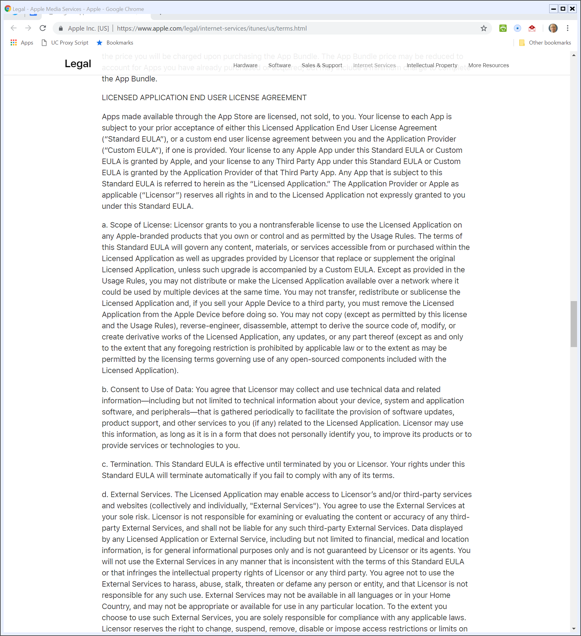 Legal - Apple Media Services - Apple - Google Chrome
Apple Inc. [US] | https://www.apple.com/legal/internet-services/itunes/us/terms.html
Apps UC Proxy Script Bookmarks Other bookmarks
Legal Hardware Software Sales & Support Internet Services Intellectual Property More Resources
the App Bundle.
LICENSED APPLICATION END USER LICENSE AGREEMENT
Apps made available through the App Store are licensed, not sold, to you. Your license to each App is
subject to your prior acceptance of either this Licensed Application End User License Agreement
(“Standard EULA”), or a custom end user license agreement between you and the Application Provider
(“Custom EULA”), if one is provided. Your license to any Apple App under this Standard EULA or Custom
EULA is granted by Apple, and your license to any Third Party App under this Standard EULA or Custom
EULA is granted by the Application Provider of that Third Party App. Any App that is subject to this
Standard EULA is referred to herein as the “Licensed Application.” The Application Provider or Apple as
applicable (“Licensor”) reserves all rights in and to the Licensed Application not expressly granted to you
under this Standard EULA.
a. Scope of License: Licensor grants to you a nontransferable license to use the Licensed Application on
any Apple-branded products that you own or control and as permitted by the Usage Rules. The terms of
this Standard EULA will govern any content, materials, or services accessible from or purchased within the
Licensed Application as well as upgrades provided by Licensor that replace or supplement the original
Licensed Application, unless such upgrade is accompanied by a Custom EULA. Except as provided in the
Usage Rules, you may not distribute or make the Licensed Application available over a network where it
could be used by multiple devices at the same time. You may not transfer, redistribute or sublicense the
Licensed Application and, if you sell your Apple Device to a third party, you must remove the Licensed
Application from the Apple Device before doing so. You may not copy (except as permitted by this license
and the Usage Rules), reverse-engineer, disassemble, attempt to derive the source code of, modify, or
create derivative works of the Licensed Application, any updates, or any part thereof (except as and only
to the extent that any foregoing restriction is prohibited by applicable law or to the extent as may be
permitted by the licensing terms governing use of any open-sourced components included with the
Licensed Application).
b. Consent to Use of Data: You agree that Licensor may collect and use technical data and related
information—including but not limited to technical information about your device, system and application
software, and peripherals—that is gathered periodically to facilitate the provision of software updates,
product support, and other services to you (if any) related to the Licensed Application. Licensor may use
this information, as long as it is in a form that does not personally identify you, to improve its products or to
provide services or technologies to you.
c. Termination. This Standard EULA is effective until terminated by you or Licensor. Your rights under this
Standard EULA will terminate automatically if you fail to comply with any of its terms.
d. External Services. The Licensed Application may enable access to Licensor’s and/or third-party services
and websites (collectively and individually, “External Services”). You agree to use the External Services at
your sole risk. Licensor is not responsible for examining or evaluating the content or accuracy of any third-
party External Services, and shall not be liable for any such third-party External Services. Data displayed
by any Licensed Application or External Service, including but not limited to financial, medical and location
information, is for general informational purposes only and is not guaranteed by Licensor or its agents. You
will not use the External Services in any manner that is inconsistent with the terms of this Standard EULA
or that infringes the intellectual property rights of Licensor or any third party. You agree not to use the
External Services to harass, abuse, stalk, threaten or defame any person or entity, and that Licensor is not
responsible for any such use. External Services may not be available in all languages or in your Home
Country, and may not be appropriate or available for use in any particular location. To the extent you
choose to use such External Services, you are solely responsible for compliance with any applicable laws.
Licensor reserves the right to change, suspend, remove, disable or impose access restrictions or limits on